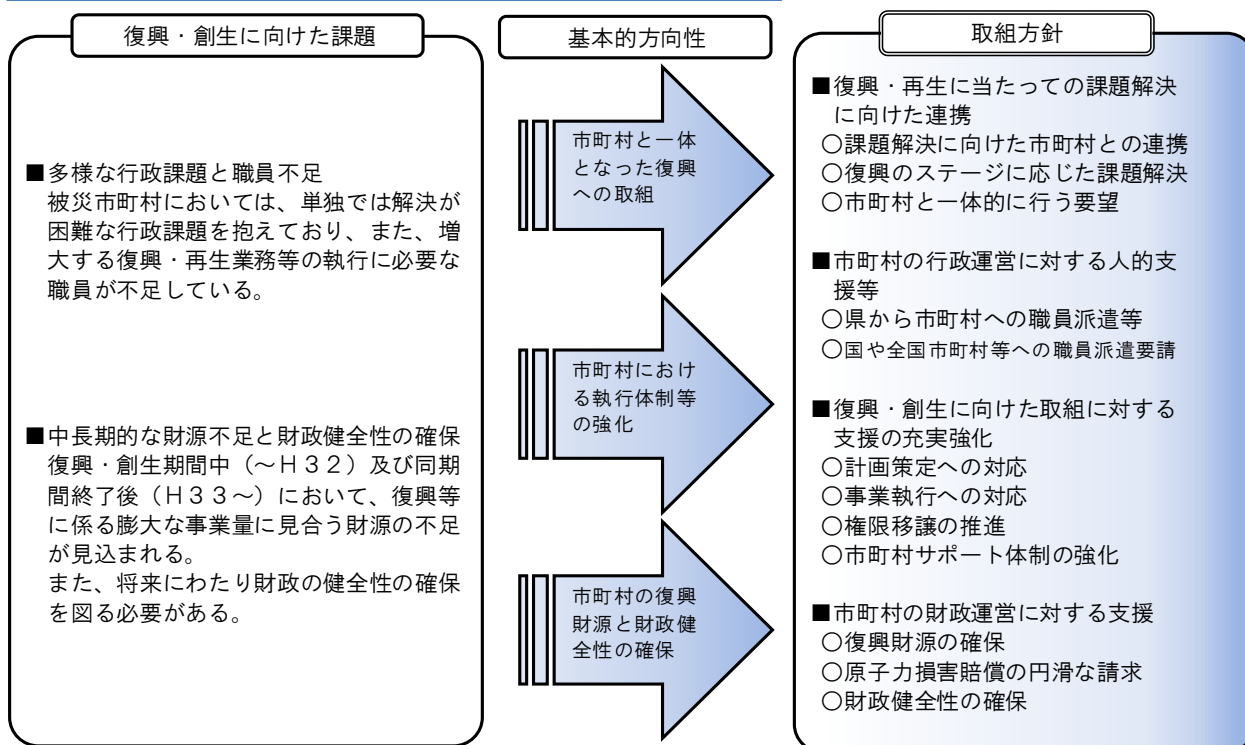 復興・創生に向けた課題
■多様な行政課題と職員不足
被災市町村においては、単独では解決が
困難な行政課題を抱えており、また、増
大する復興・再生業務等の執行に必要な
職員が不足している。
■中長期的な財源不足と財政健全性の確保
復興・創生期間中（～Ｈ３２）及び同期
間終了後（Ｈ３３～）において、復興等
に係る膨大な事業量に見合う財源の不足
が見込まれる。
また、将来にわたり財政の健全性の確保
を図る必要がある。
基本的方向性
市町村と一体
となった復興
への取組
市町村におけ
る執行体制等
の強化
市町村の復興
財源と財政健
全性の確保
取組方針
■復興・再生に当たっての課題解決
に向けた連携
○課題解決に向けた市町村との連携
○復興のステージに応じた課題解決
○市町村と一体的に行う要望
■市町村の行政運営に対する人的支
援等
○県から市町村への職員派遣等
○国や全国市町村等への職員派遣要請
■復興・創生に向けた取組に対する
支援の充実強化
○計画策定への対応
○事業執行への対応
○権限移譲の推進
○市町村サポート体制の強化
■市町村の財政運営に対する支援
○復興財源の確保
○原子力損害賠償の円滑な請求
○財政健全性の確保